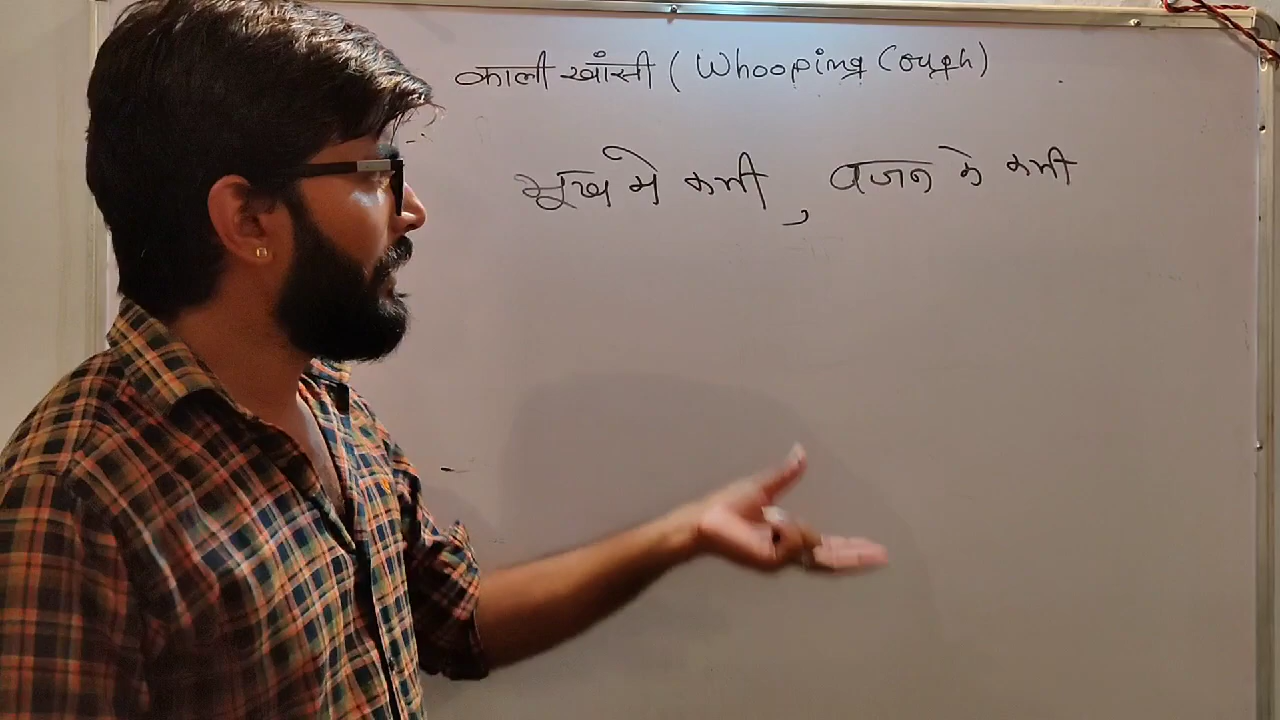 काली खांसी (Whooping Cough)
भूख मे कमी , वजन मे कमी